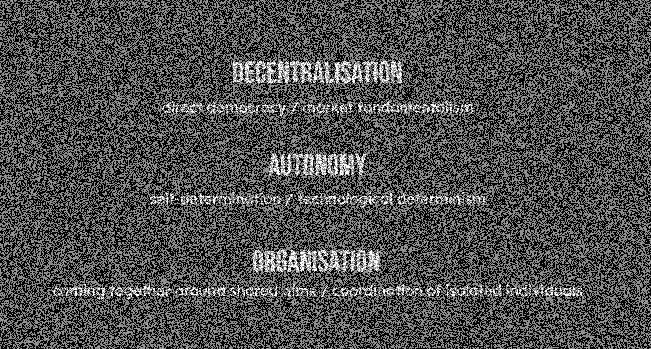 DECENTRALISATION
direct democracy / market fundamentalism
AUTONOMY
self-determination / technological determinism
ORGANISATION
coming together around shared aims / coordination of isolated individuals